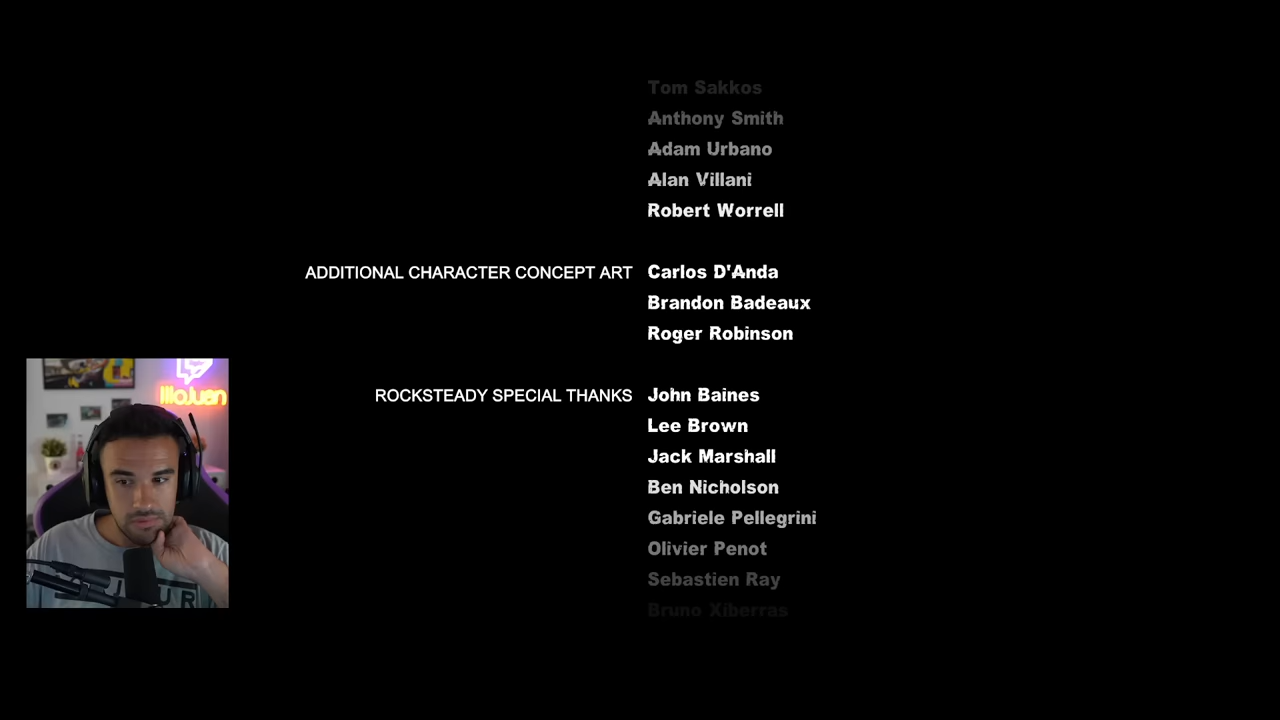 Tom Sakkos
Anthony Smith
Adam Urbano
Alan Villani
Robert Worrell
ADDITIONAL CHARACTER CONCEPT ART Carlos D'Anda
Brandon Badeaux
Roger Robinson
ROCKSTEADY SPECIAL THANKS John Baines
Lee Brown
Jack Marshall
Ben Nicholson
Gabriele Pellegrini
Olivier Penot
Sebastien Ray
Bruno Xiberras
IlloJuan